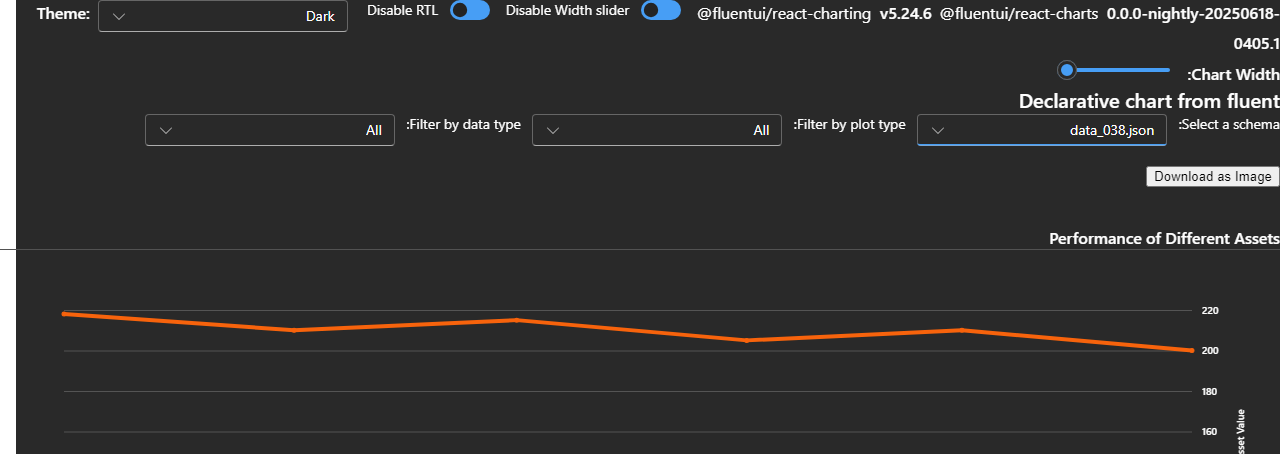 Theme:
Dark
Disable RTL
Disable Width slider
@fluentui/react-charting v5.24.6 @fluentui/react-charts 0.0.0-nightly-20250618-
0405.1
:Chart Width
Declarative chart from fluent
:Select a schema
data_038.json
:Filter by plot type
All
:Filter by data type
All
Download as Image
Performance of Different Assets
220
200
180
160